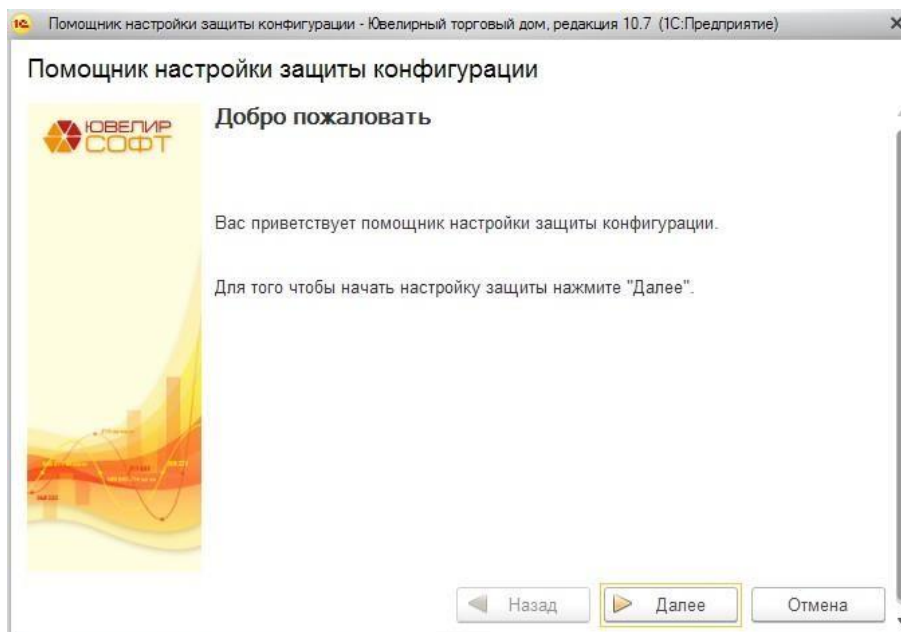 Помощник настройки защиты конфигурации - Ювелирный торговый дом, редакция 10.7 (1С:Предприятие)
Помощник настройки защиты конфигурации
ЮВЕЛИР
СОФТ
Добро пожаловать
Вас приветствует помощник настройки защиты конфигурации.
Для того чтобы начать настройку защиты нажмите "Далее".
Назад
Далее
Отмена